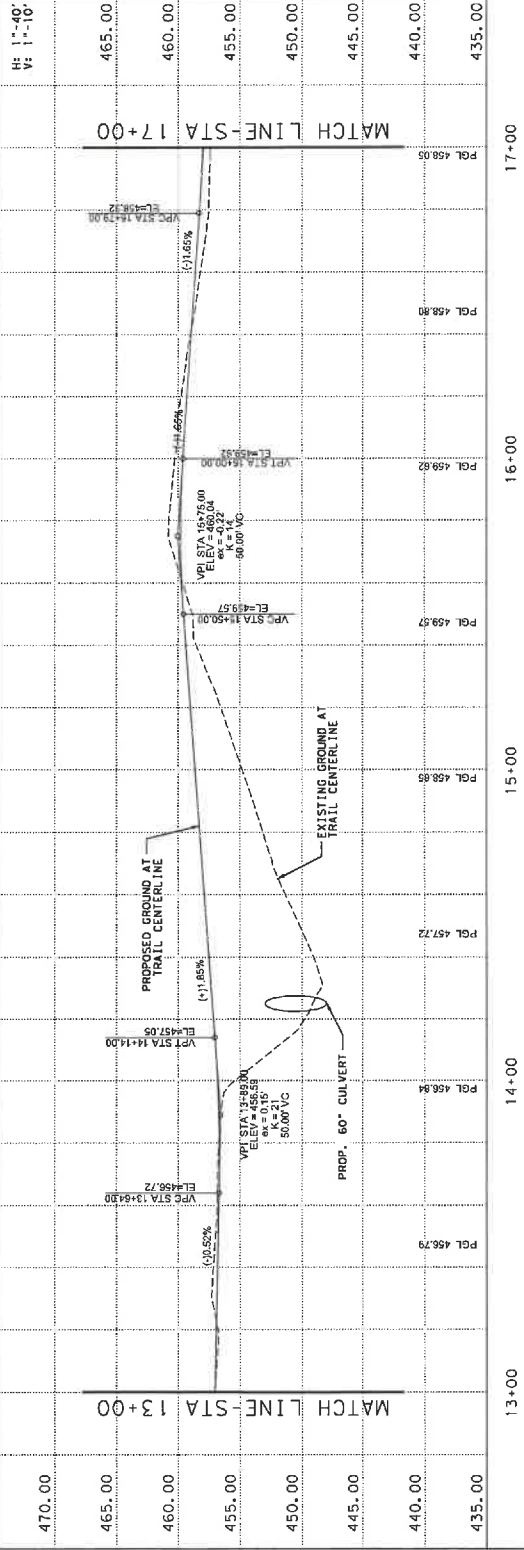 H: 1"-40'
V: 1"-10'
470.00
465.00
460.00
455.00
450.00
445.00
440.00
435.00
465.00
460.00
455.00
450.00
445.00
440.00
435.00
MATCH LINE-STA 13+00
(-)0.52%
VPC STA 13+64.00
EL=456.72
VPI STA 13+89.00
ELEV = 456.59
ex = 0.15'
K = 21
50.00' VC
VPT STA 14+14.00
EL=457.05
(+)1.85%
PROPOSED GROUND AT
TRAIL CENTERLINE
PROP. 60" CULVERT
EXISTING GROUND AT
TRAIL CENTERLINE
VPC STA 15+50.00
EL=459.57
VPI STA 15+75.00
ELEV = 460.04
ex = -0.22'
K = 14
50.00' VC
VPT STA 16+00.00
(-)1.65%
(-)1.65%
VPC STA 16+79.00
MATCH LINE-STA 17+00
PGL 456.79
PGL 456.84
PGL 457.72
PGL 458.65
PGL 459.57
PGL 459.62
PGL 458.80
PGL 458.05
13+00
14+00
15+00
16+00
17+00